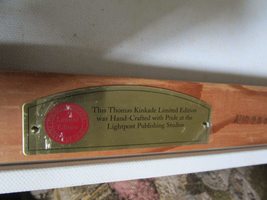 This Thomas Kinkade Limited Edition
was Hand-Crafted with Pride at the
Lightpost Publishing Studios